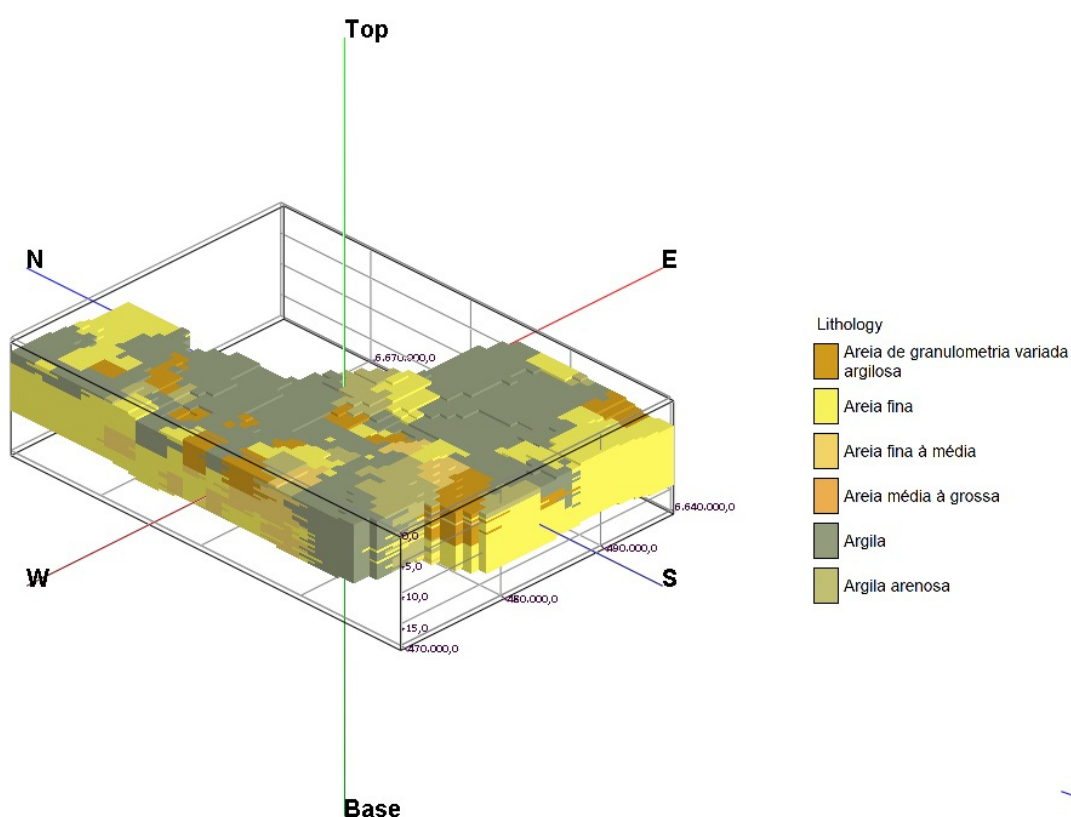 Top
N
E
6.670.000,0
Lithology
Areia de granulometria variada
argilosa
Areia fina
Areia fina à média
Areia média à grossa
Argila
Argila arenosa
6.640.000,0
0,0
490.000,0
5,0
W
S
480.000,0
10,0
15,0
470.000,0
Base